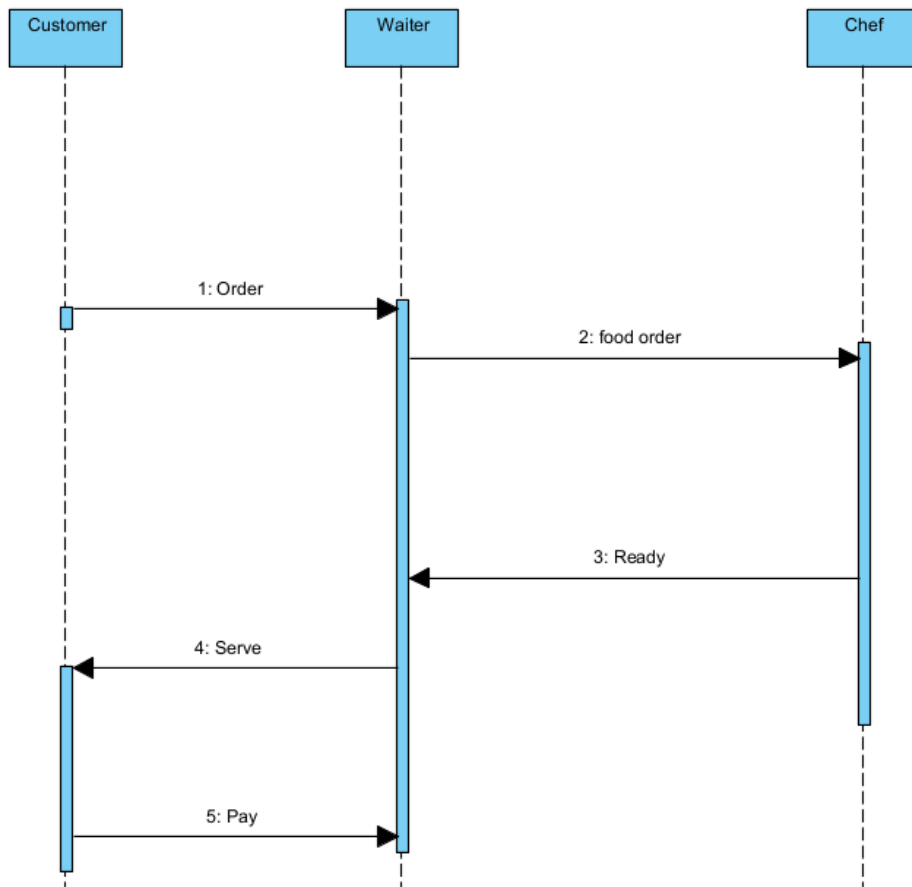 Customer
Waiter
Chef
1: Order
2: food order
3: Ready
4: Serve
5: Pay